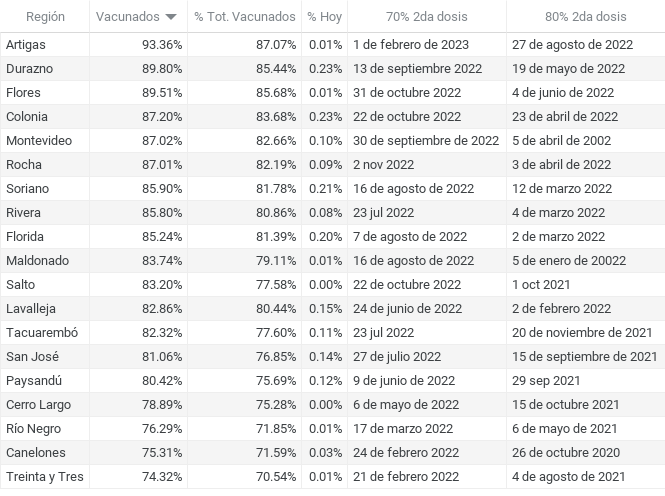 Región Vacunados % Tot. Vacunados % Hoy 70% 2da dosis 80% 2da dosis
Artigas 93.36% 87.07% 0.01% 1 de febrero de 2023 27 de agosto de 2022
Durazno 89.80% 85.44% 0.23% 13 de septiembre de 2022 19 de mayo de 2022
Flores 89.51% 85.68% 0.01% 31 de octubre de 2022 4 de junio de 2022
Colonia 87.20% 83.68% 0.23% 22 de octubre de 2022 23 de abril de 2022
Montevideo 87.02% 82.66% 0.10% 30 de septiembre de 2022 5 de abril de 2002
Rocha 87.01% 82.19% 0.09% 2 nov 2022 3 de abril de 2022
Soriano 85.90% 81.78% 0.21% 16 de agosto de 2022 12 de marzo de 2022
Rivera 85.80% 80.86% 0.08% 23 jul 2022 4 de marzo de 2022
Florida 85.24% 81.39% 0.20% 7 de agosto de 2022 2 de marzo de 2022
Maldonado 83.74% 79.11% 0.01% 16 de agosto de 2022 5 de enero de 20022
Salto 83.20% 77.58% 0.00% 22 de octubre de 2022 1 oct 2021
Lavalleja 82.86% 80.44% 0.15% 24 de junio de 2022 2 de febrero de 2022
Tacuarembó 82.32% 77.60% 0.11% 23 jul 2022 20 de noviembre de 2021
San José 81.06% 76.85% 0.14% 27 de julio de 2022 15 de septiembre de 2021
Paysandú 80.42% 75.69% 0.12% 9 de junio de 2022 29 sep 2021
Cerro Largo 78.89% 75.28% 0.00% 6 de mayo de 2022 15 de octubre de 2021
Río Negro 76.29% 71.85% 0.01% 17 de marzo de 2022 6 de mayo de 2021
Canelones 75.31% 71.59% 0.03% 24 de febrero de 2022 26 de octubre de 2020
Treinta y Tres 74.32% 70.54% 0.01% 21 de febrero de 2022 4 de agosto de 2021